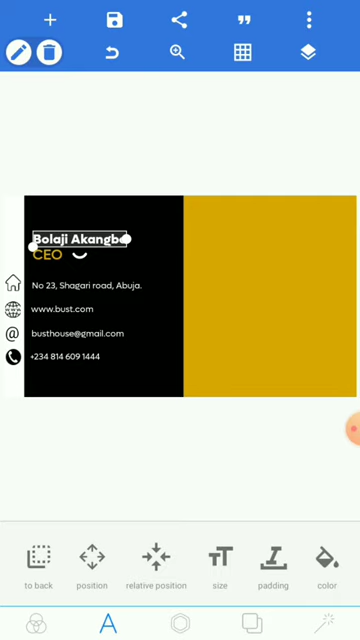 Bolaji Akangbe
CEO
No 23, Shagari road, Abuja.
www.bust.com
@
busthouse@gmail.com
+234 814 609 1444
to back
position
relative position
size
padding
color